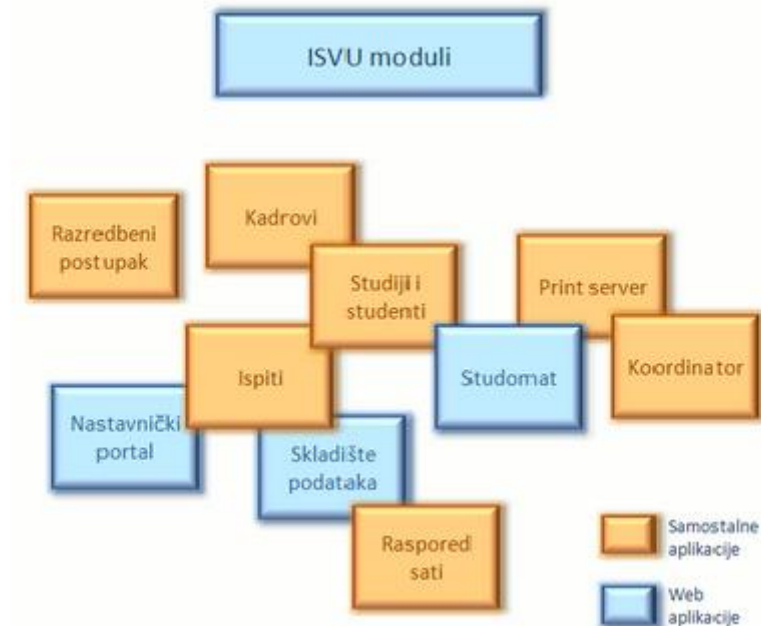 ISVU moduli
Kadrovi
Razredbeni
postupak
Studiji i
studenti
Print server
Ispiti
Studomat
Koordinator
Nastavnički
portal
Skladište
podataka
Raspored
sati
Samostalne
aplikacije
Web
aplikacije